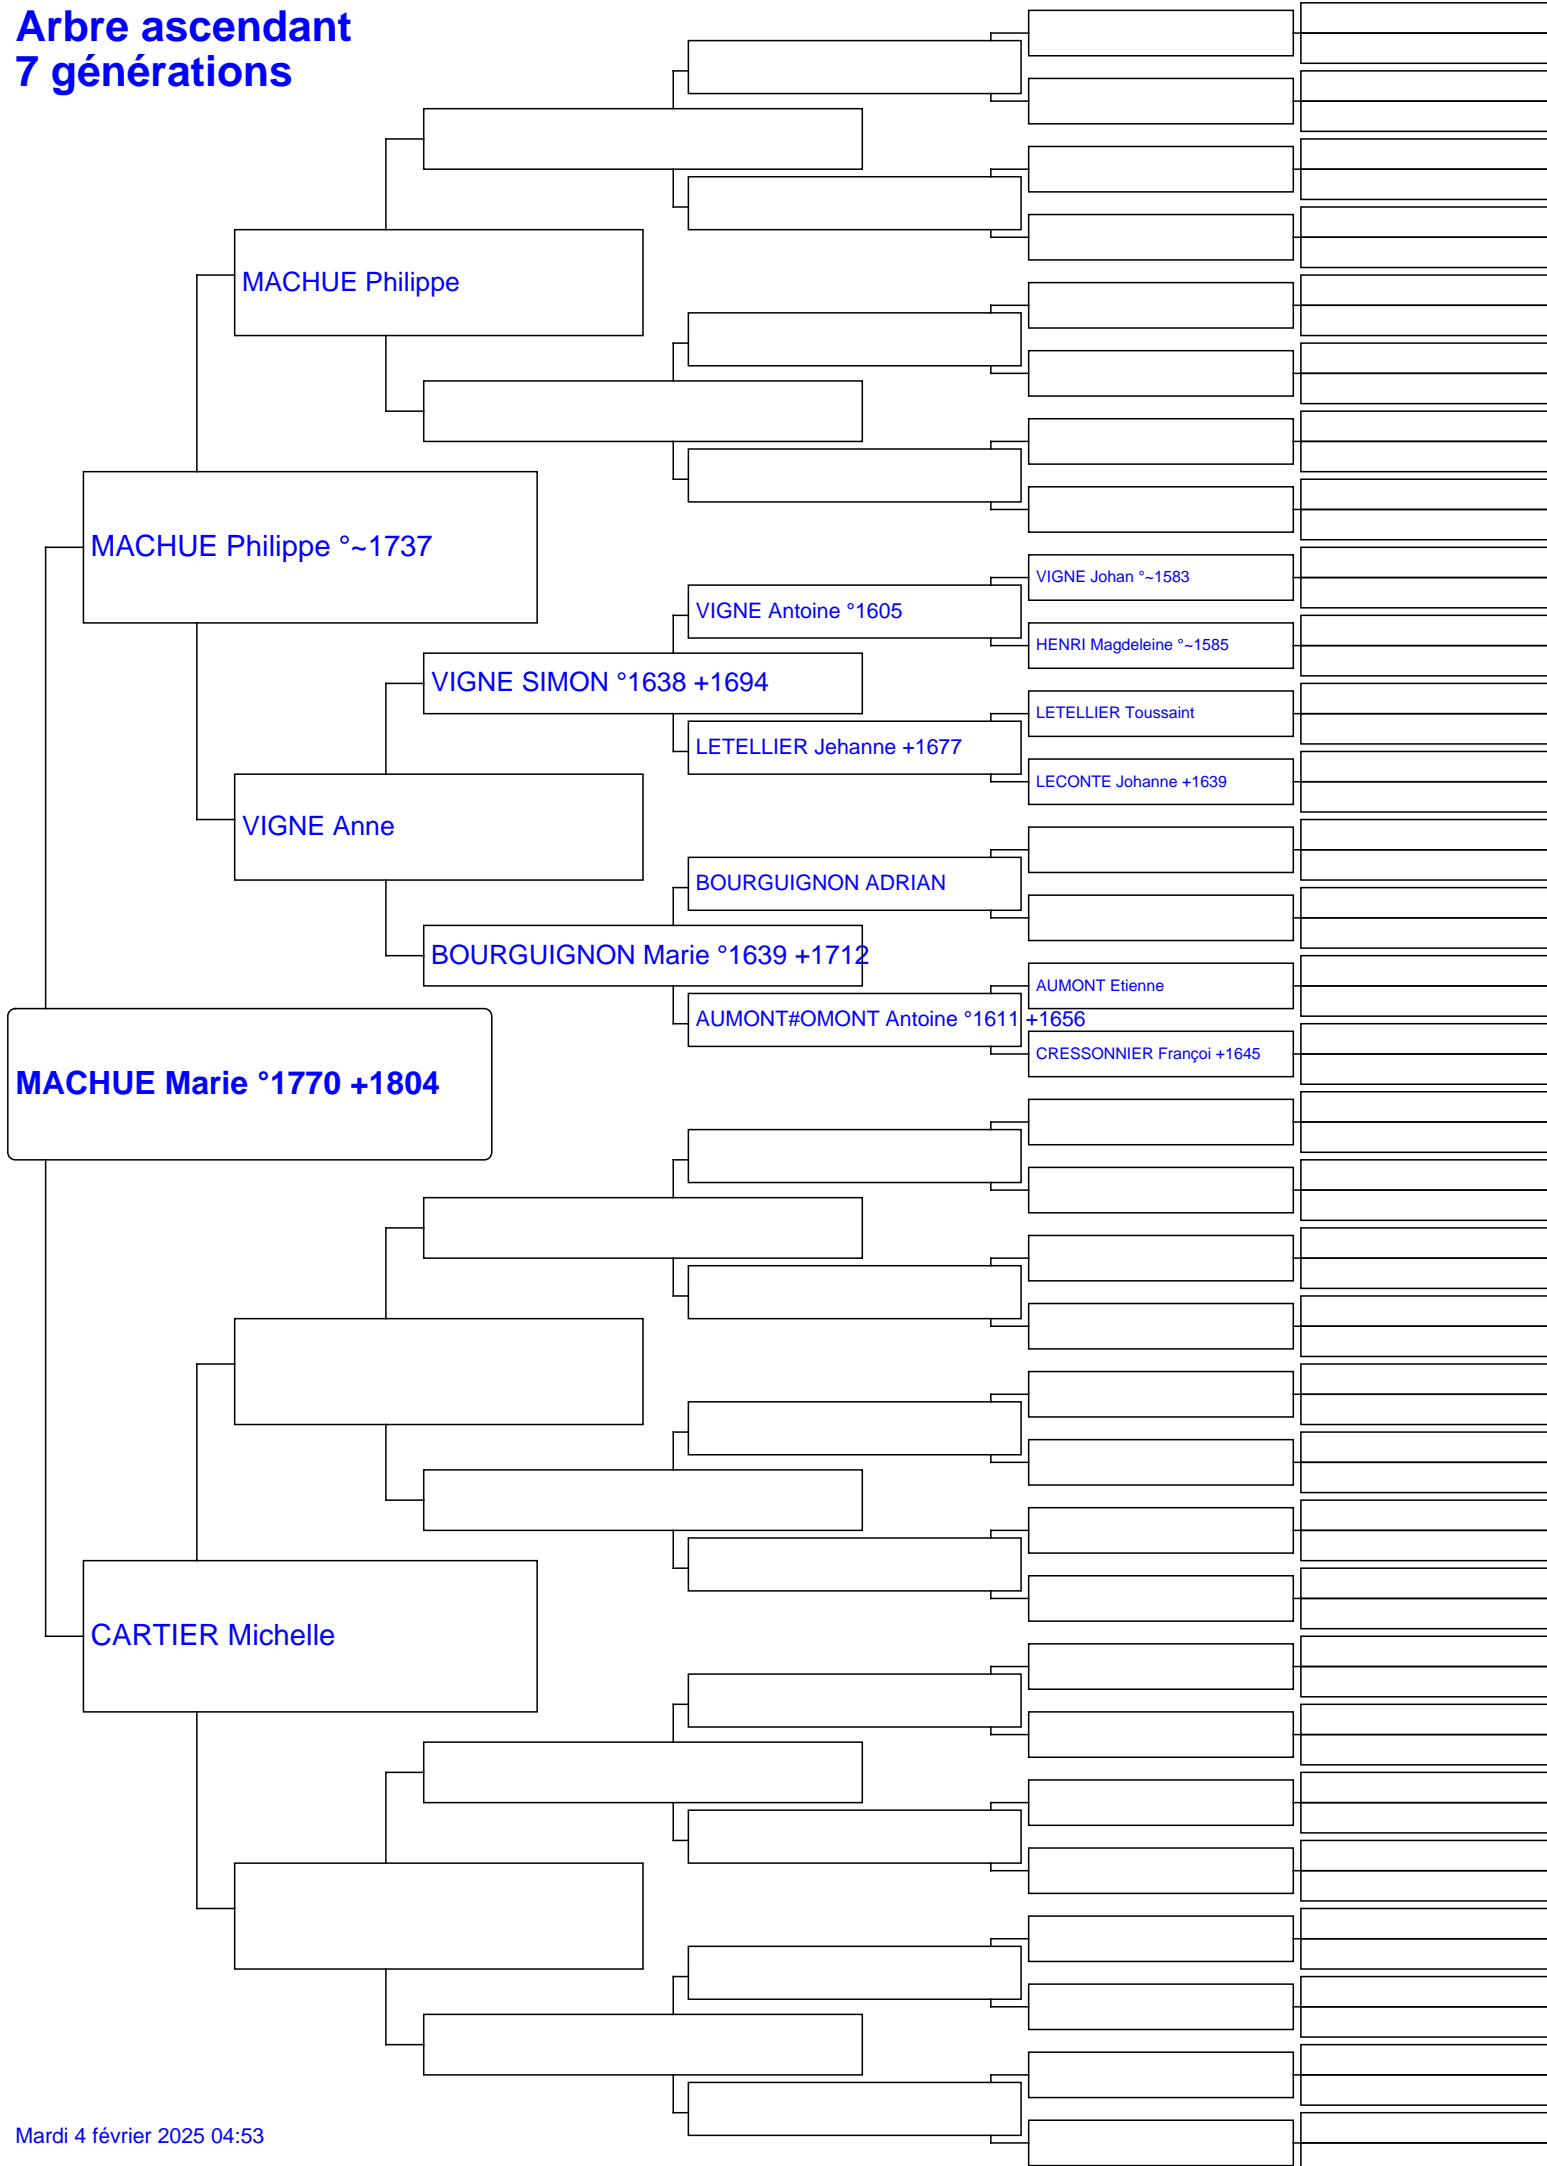 Arbre ascendant
7 générations
MACHUE Philippe
MACHUE Philippe °~1737
VIGNE Johan °~1583
VIGNE Antoine °1605
HENRI Magdeleine °~1585
VIGNE SIMON °1638 +1694
LETELLIER Toussaint
LETELLIER Jehanne +1677
LECONTE Johanne +1639
VIGNE Anne
BOURGUIGNON ADRIAN
BOURGUIGNON Marie °1639 +1712
AUMONT Etienne
AUMONT#OMONT Antoine °1611 +1656
CRESSONNIER Françoi +1645
MACHUE Marie °1770 +1804
CARTIER Michelle
Mardi 4 février 2025 04:53